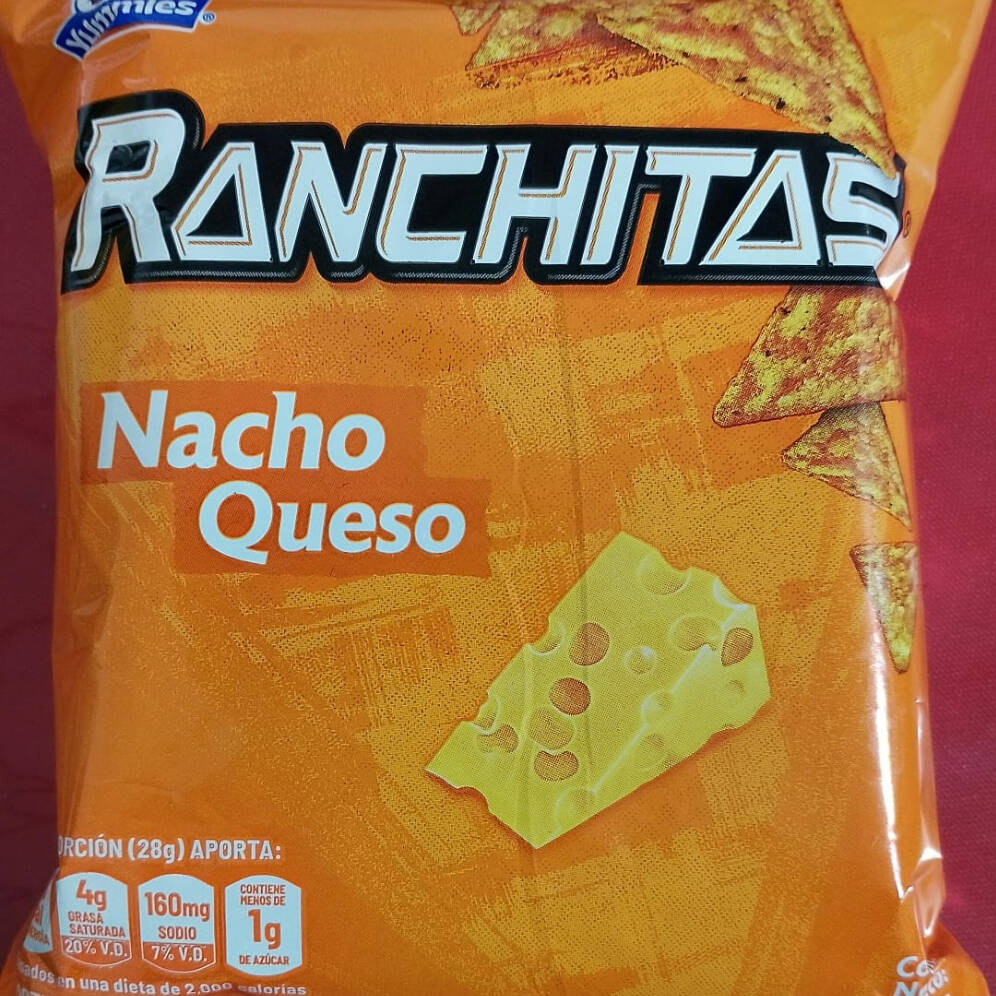 Yummies
RANCHITAS
Nacho
Queso
ORCIÓN (28g) APORTA:
4g
GRASA
SATURADA
20% V.D.
160mg
SODIO
7% V.D.
CONTIENE
MENOS DE
1g
DE AZÚCAR
en una dieta de 2,000 calorías